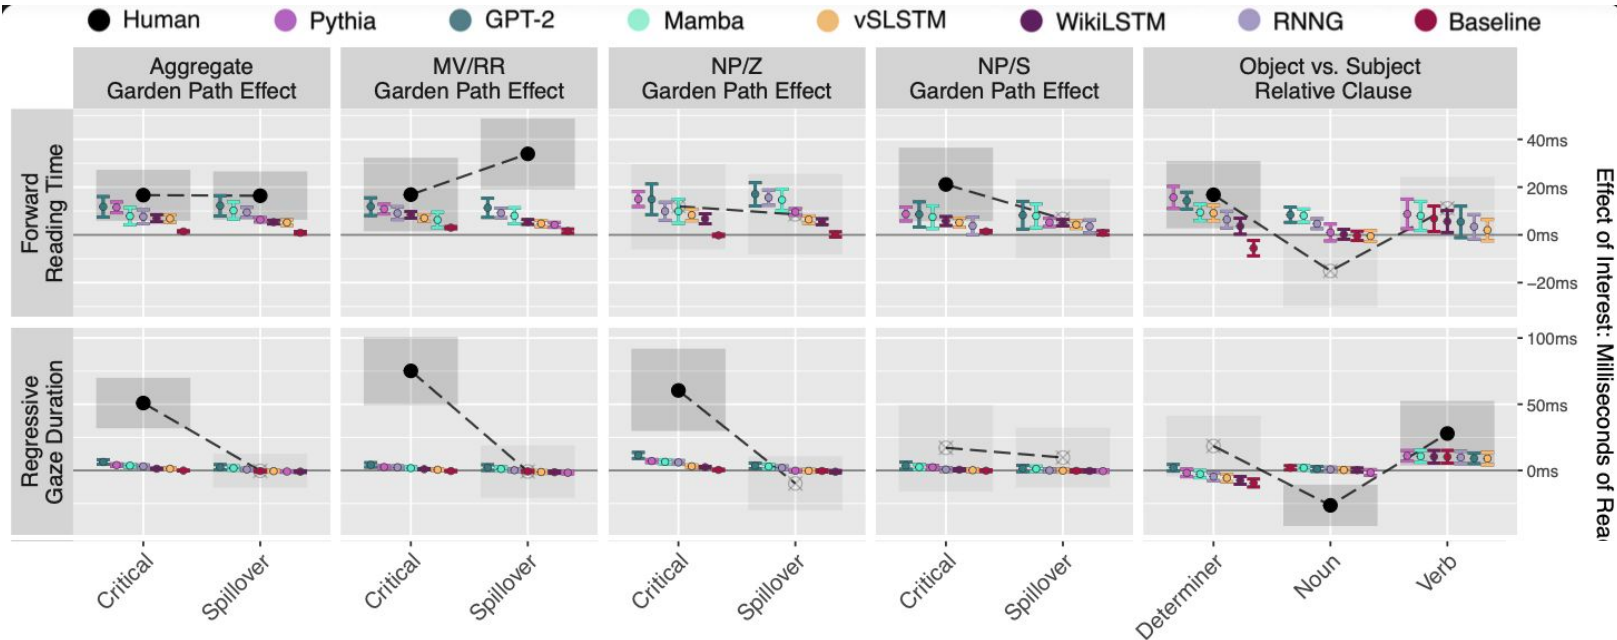 Human Pythia GPT-2 Mamba vSLSTM WikiLSTM RNNG Baseline
Aggregate
Garden Path Effect
MV/RR
Garden Path Effect
NP/Z
Garden Path Effect
NP/S
Garden Path Effect
Object vs. Subject
Relative Clause
Forward
Reading Time
40ms
20ms
0ms
−20ms
Regressive
Gaze Duration
100ms
50ms
0ms
Critical
Spillover
Critical
Spillover
Critical
Spillover
Critical
Spillover
Determiner
Noun
Verb
Effect of Interest: Milliseconds of